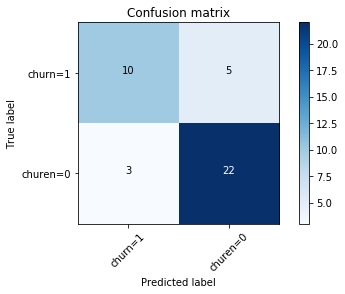 Confusion matrix
churn=1
churen=0
True label
10
5
3
22
churn=1
churen=0
Predicted label
20.0
17.5
15.0
12.5
10.0
7.5
5.0